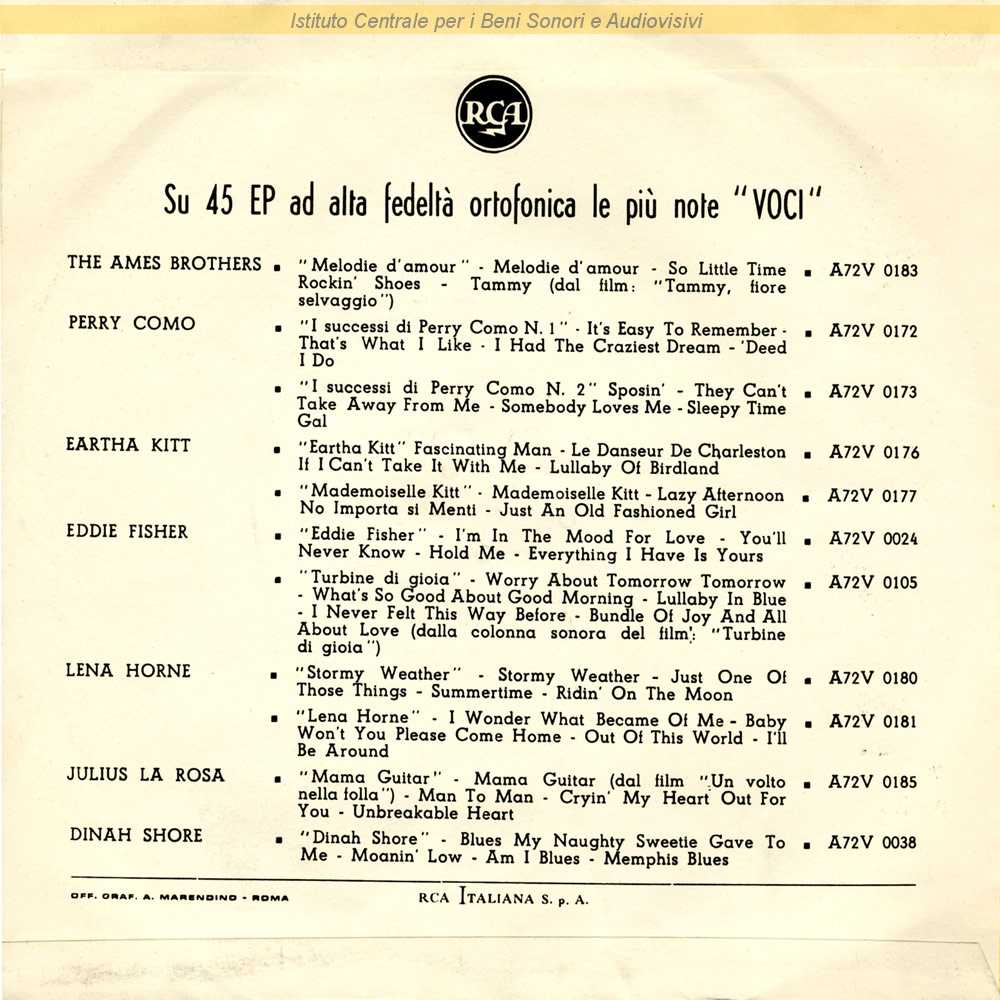 Istituto Centrale per i Beni Sonori e Audiovisivi
RCA
Su 45 EP ad alta fedeltà ortofonica le più note "VOCI"
THE AMES BROTHERS ▪ "Melodie d'amour" - Melodie d'amour - So Little Time ▪ A72V 0183
Rockin' Shoes - Tammy (dal film: "Tammy, fiore
selvaggio")
PERRY COMO ▪ "I successi di Perry Como N. 1" - It's Easy To Remember - ▪ A72V 0172
That's What I Like - I Had The Craziest Dream - 'Deed
I Do
▪ "I successi di Perry Como N. 2" Sposin' - They Can't ▪ A72V 0173
Take Away From Me - Somebody Loves Me - Sleepy Time
Gal
EARTHA KITT ▪ "Eartha Kitt" Fascinating Man - Le Danseur De Charleston ▪ A72V 0176
If I Can't Take It With Me - Lullaby Of Birdland
▪ "Mademoiselle Kitt" - Mademoiselle Kitt - Lazy Afternoon ▪ A72V 0177
No Importa si Menti - Just An Old Fashioned Girl
EDDIE FISHER ▪ "Eddie Fisher" - I'm In The Mood For Love - You'll ▪ A72V 0024
Never Know - Hold Me - Everything I Have Is Yours
▪ "Turbine di gioia" - Worry About Tomorrow Tomorrow ▪ A72V 0105
- What's So Good About Good Morning - Lullaby In Blue
- I Never Felt This Way Before - Bundle Of Joy And All
About Love (dalla colonna sonora del film: "Turbine
di gioia")
LENA HORNE ▪ "Stormy Weather" - Stormy Weather - Just One Of ▪ A72V 0180
Those Things - Summertime - Ridin' On The Moon
▪ "Lena Horne" - I Wonder What Became Of Me - Baby ▪ A72V 0181
Won't You Please Come Home - Out Of This World - I'll
Be Around
JULIUS LA ROSA ▪ "Mama Guitar" - Mama Guitar (dal film "Un volto ▪ A72V 0185
nella folla") - Man To Man - Cryin' My Heart Out For
You - Unbreakable Heart
DINAH SHORE ▪ "Dinah Shore" - Blues My Naughty Sweetie Gave To ▪ A72V 0038
Me - Moanin' Low - Am I Blues - Memphis Blues
OFF. GRAF. A. MARENDINO - ROMA RCA ITALIANA S. p. A.